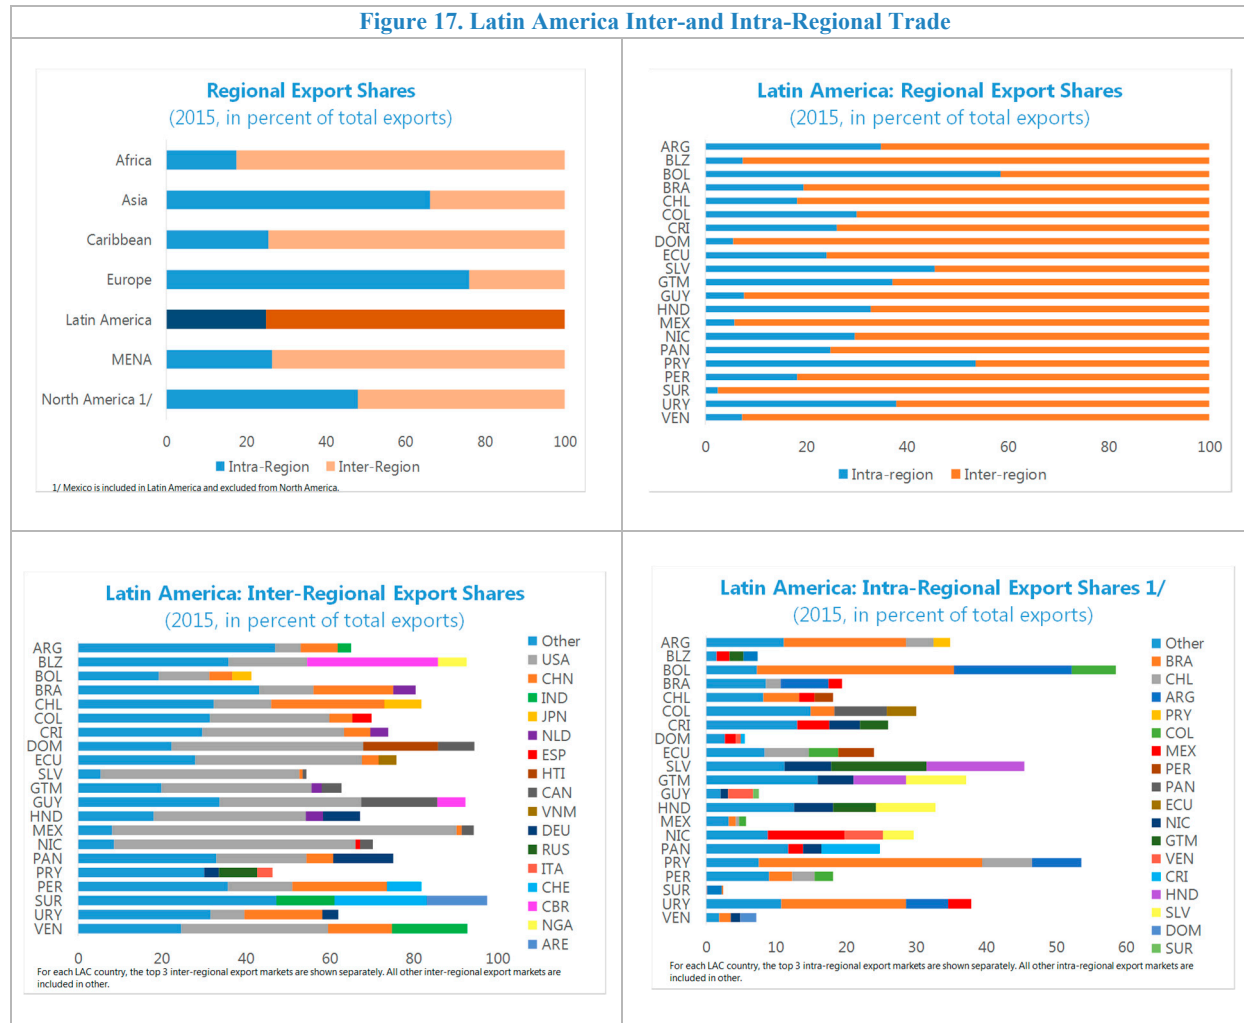 Figure 17. Latin America Inter-and Intra-Regional Trade
Regional Export Shares
(2015, in percent of total exports)
Africa
Asia
Caribbean
Europe
Latin America
MENA
North America 1/
0 20 40 60 80 100
Intra-Region Inter-Region
1/ Mexico is included in Latin America and excluded from North America.
Latin America: Regional Export Shares
(2015, in percent of total exports)
ARG
BLZ
BOL
BRA
CHL
COL
CRI
DOM
ECU
SLV
GTM
GUY
HND
MEX
NIC
PAN
PRY
PER
SUR
URY
VEN
0 20 40 60 80 100
Intra-region Inter-region
Latin America: Inter-Regional Export Shares
(2015, in percent of total exports)
ARG
BLZ
BOL
BRA
CHL
COL
CRI
DOM
ECU
SLV
GTM
GUY
HND
MEX
NIC
PAN
PRY
PER
SUR
URY
VEN
0 20 40 60 80 100
Other
USA
CHN
IND
JPN
NLD
ESP
HTI
CAN
VNM
DEU
RUS
ITA
CHE
CBR
NGA
ARE
For each LAC country, the top 3 inter-regional export markets are shown separately. All other inter-regional export markets are
included in other.
Latin America: Intra-Regional Export Shares 1/
(2015, in percent of total exports)
ARG
BLZ
BOL
BRA
CHL
COL
CRI
DOM
ECU
SLV
GTM
GUY
HND
MEX
NIC
PAN
PRY
PER
SUR
URY
VEN
0 10 20 30 40 50 60
Other
BRA
CHL
ARG
PRY
COL
MEX
PER
PAN
ECU
NIC
GTM
VEN
CRI
HND
SLV
DOM
SUR
For each LAC country, the top 3 intra-regional export markets are shown separately. All other intra-regional export markets are
included in other.